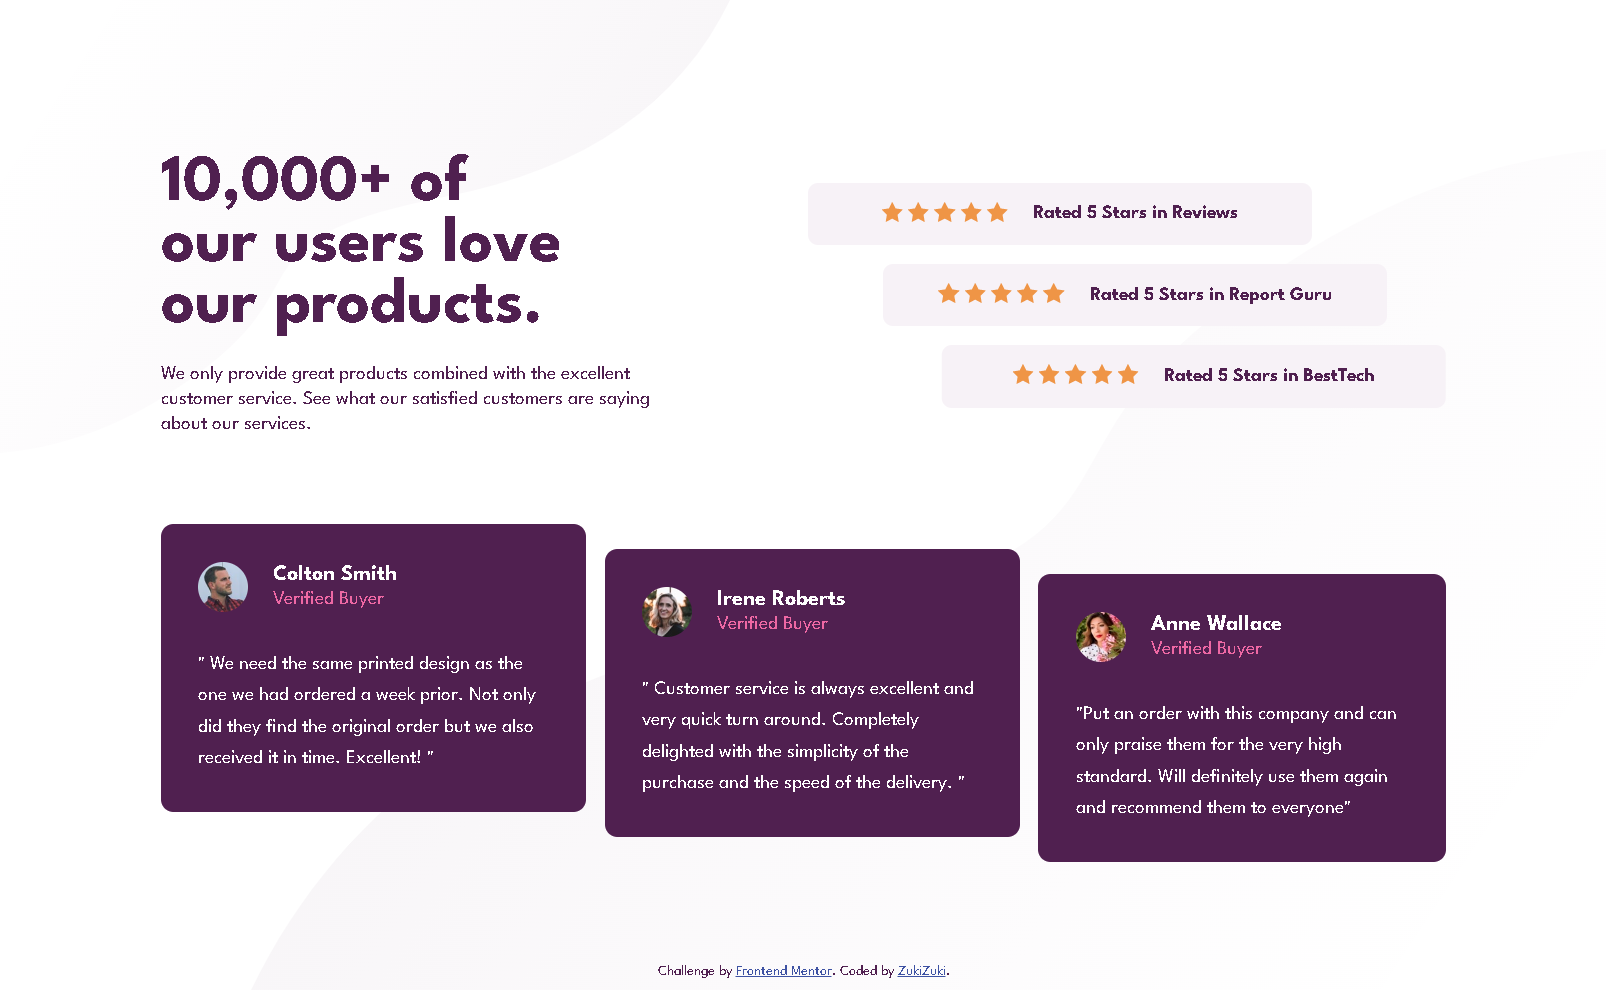 10,000+ of
our users love
our products.
We only provide great products combined with the excellent
customer service. See what our satisfied customers are saying
about our services.
Rated 5 Stars in Reviews
Rated 5 Stars in Report Guru
Rated 5 Stars in BestTech
Colton Smith
Verified Buyer
" We need the same printed design as the
one we had ordered a week prior. Not only
did they find the original order but we also
received it in time. Excellent! "
Irene Roberts
Verified Buyer
" Customer service is always excellent and
very quick turn around. Completely
delighted with the simplicity of the
purchase and the speed of the delivery. "
Anne Wallace
Verified Buyer
"Put an order with this company and can
only praise them for the very high
standard. Will definitely use them again
and recommend them to everyone"
Challenge by Frontend Mentor. Coded by ZukiZuki.